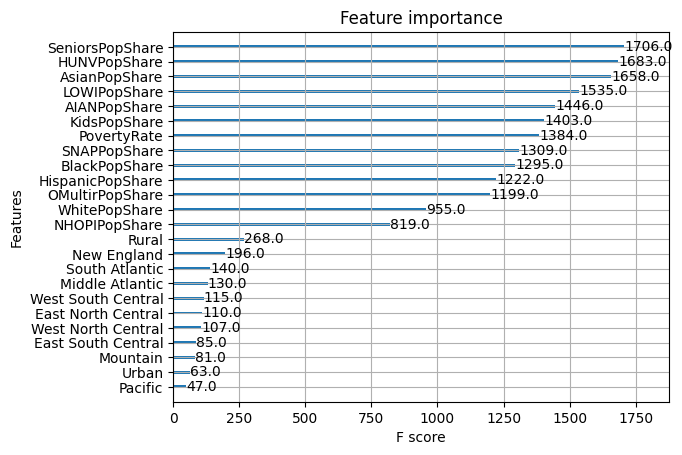 Feature importance
SeniorsPopShare 1706.0
HUNVPopShare 1683.0
AsianPopShare 1658.0
LOWIPopShare 1535.0
AIANPopShare 1446.0
KidsPopShare 1403.0
PovertyRate 1384.0
SNAPPopShare 1309.0
BlackPopShare 1295.0
HispanicPopShare 1222.0
OMultirPopShare 1199.0
WhitePopShare 955.0
NHOPIPopShare 819.0
Rural 268.0
New England 196.0
South Atlantic 140.0
Middle Atlantic 130.0
West South Central 115.0
East North Central 110.0
West North Central 107.0
East South Central 85.0
Mountain 81.0
Urban 63.0
Pacific 47.0
Features
0 250 500 750 1000 1250 1500 1750
F score